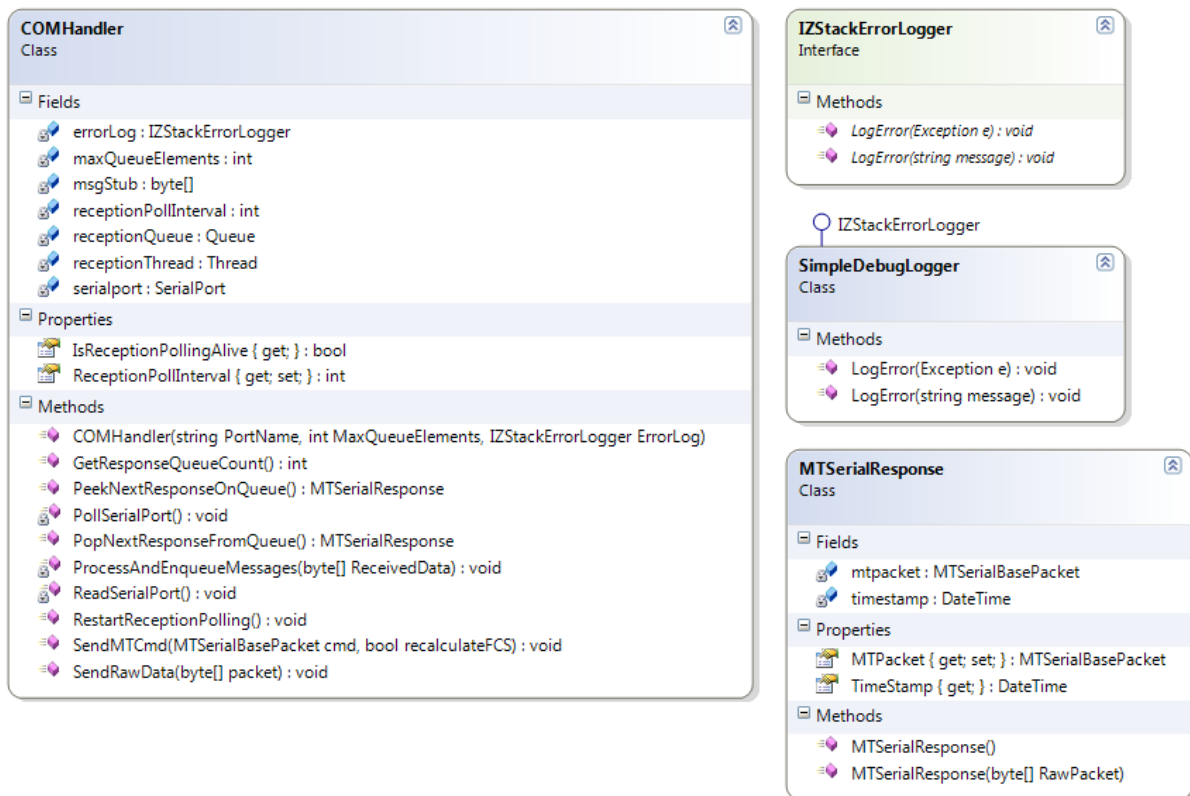 COMHandler
Class
Fields
errorLog : IZStackErrorLogger
maxQueueElements : int
msgStub : byte[]
receptionPollInterval : int
receptionQueue : Queue
receptionThread : Thread
serialport : SerialPort
Properties
IsReceptionPollingAlive { get; } : bool
ReceptionPollInterval { get; set; } : int
Methods
COMHandler(string PortName, int MaxQueueElements, IZStackErrorLogger ErrorLog)
GetResponseQueueCount() : int
PeekNextResponseOnQueue() : MTSerialResponse
PollSerialPort() : void
PopNextResponseFromQueue() : MTSerialResponse
ProcessAndEnqueueMessages(byte[] ReceivedData) : void
ReadSerialPort() : void
RestartReceptionPolling() : void
SendMTCmd(MTSerialBasePacket cmd, bool recalculateFCS) : void
SendRawData(byte[] packet) : void
IZStackErrorLogger
Interface
Methods
LogError(Exception e) : void
LogError(string message) : void
IZStackErrorLogger
SimpleDebugLogger
Class
Methods
LogError(Exception e) : void
LogError(string message) : void
MTSerialResponse
Class
Fields
mtpacket : MTSerialBasePacket
timestamp : DateTime
Properties
MTPacket { get; set; } : MTSerialBasePacket
TimeStamp { get; } : DateTime
Methods
MTSerialResponse()
MTSerialResponse(byte[] RawPacket)